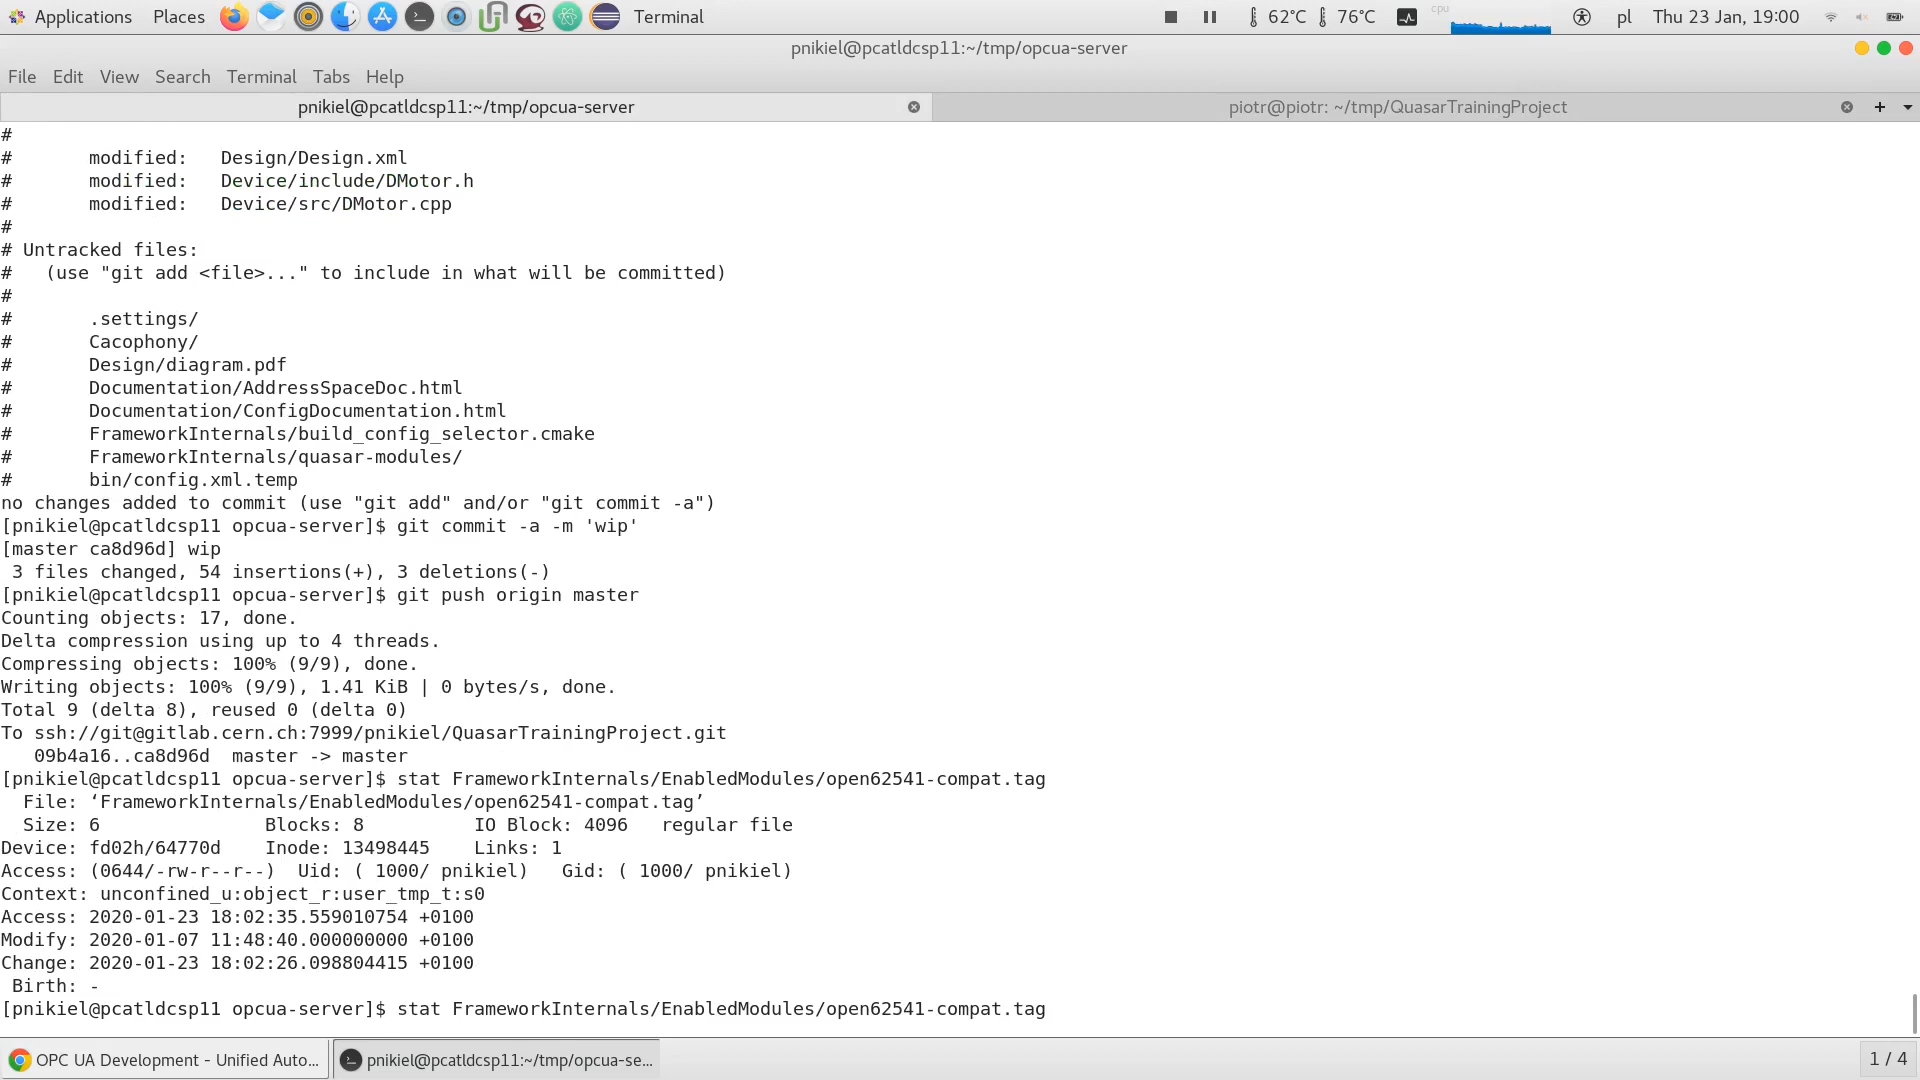 Applications Places Terminal 62°C 76°C cpu pl Thu 23 Jan, 19:00
pnikiel@pcatldcsp11:~/tmp/opcua-server
File Edit View Search Terminal Tabs Help
pnikiel@pcatldcsp11:~/tmp/opcua-server piotr@piotr: ~/tmp/QuasarTrainingProject
#
#       modified:   Design/Design.xml
#       modified:   Device/include/DMotor.h
#       modified:   Device/src/DMotor.cpp
#
# Untracked files:
#   (use "git add <file>..." to include in what will be committed)
#
#       .settings/
#       Cacophony/
#       Design/diagram.pdf
#       Documentation/AddressSpaceDoc.html
#       Documentation/ConfigDocumentation.html
#       FrameworkInternals/build_config_selector.cmake
#       FrameworkInternals/quasar-modules/
#       bin/config.xml.temp
no changes added to commit (use "git add" and/or "git commit -a")
[pnikiel@pcatldcsp11 opcua-server]$ git commit -a -m 'wip'
[master ca8d96d] wip
 3 files changed, 54 insertions(+), 3 deletions(-)
[pnikiel@pcatldcsp11 opcua-server]$ git push origin master
Counting objects: 17, done.
Delta compression using up to 4 threads.
Compressing objects: 100% (9/9), done.
Writing objects: 100% (9/9), 1.41 KiB | 0 bytes/s, done.
Total 9 (delta 8), reused 0 (delta 0)
To ssh://git@gitlab.cern.ch:7999/pnikiel/QuasarTrainingProject.git
   09b4a16..ca8d96d  master -> master
[pnikiel@pcatldcsp11 opcua-server]$ stat FrameworkInternals/EnabledModules/open62541-compat.tag
  File: ‘FrameworkInternals/EnabledModules/open62541-compat.tag’
  Size: 6               Blocks: 8          IO Block: 4096   regular file
Device: fd02h/64770d    Inode: 13498445    Links: 1
Access: (0644/-rw-r--r--)  Uid: ( 1000/ pnikiel)   Gid: ( 1000/ pnikiel)
Context: unconfined_u:object_r:user_tmp_t:s0
Access: 2020-01-23 18:02:35.559010754 +0100
Modify: 2020-01-07 11:48:40.000000000 +0100
Change: 2020-01-23 18:02:26.098804415 +0100
 Birth: -
[pnikiel@pcatldcsp11 opcua-server]$ stat FrameworkInternals/EnabledModules/open62541-compat.tag
OPC UA Development - Unified Auto... pnikiel@pcatldcsp11:~/tmp/opcua-se... 1 / 4